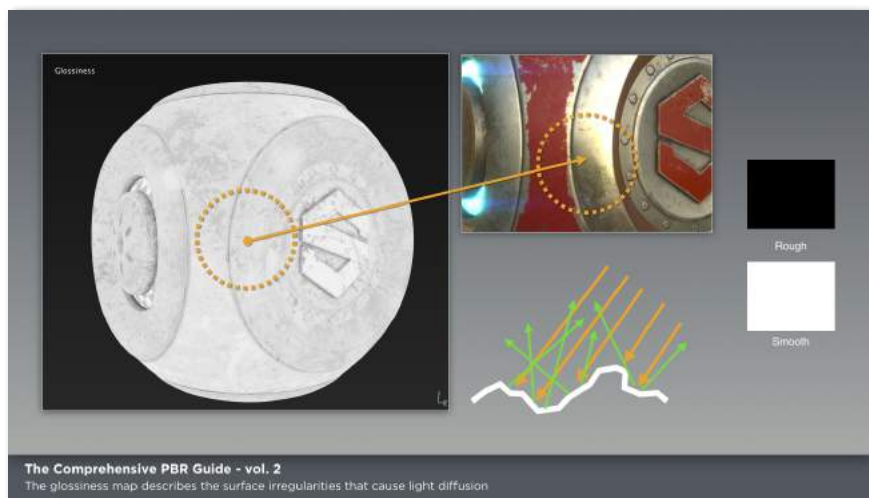 Glossiness
Rough
Smooth
The Comprehensive PBR Guide - vol. 2
The glossiness map describes the surface irregularities that cause light diffusion